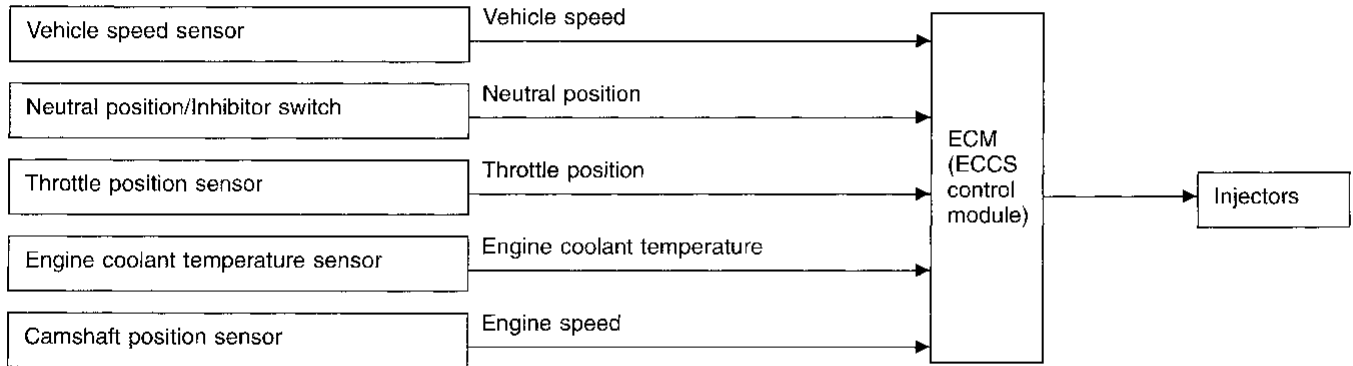 Vehicle speed sensor
Vehicle speed
Neutral position/Inhibitor switch
Neutral position
Throttle position sensor
Throttle position
Engine coolant temperature sensor
Engine coolant temperature
Camshaft position sensor
Engine speed
ECM
(ECCS
control
module)
Injectors